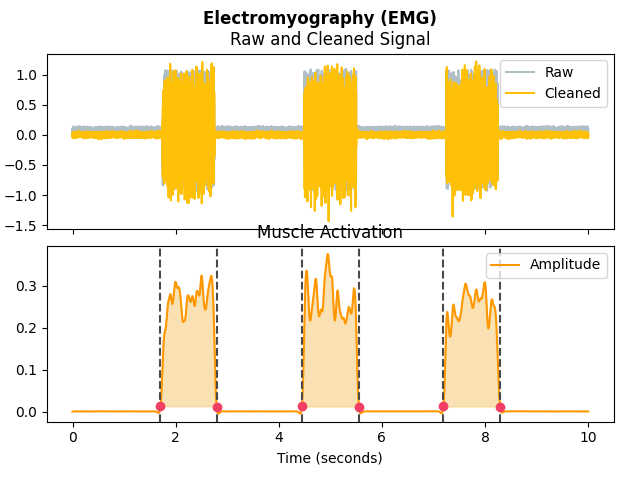 Electromyography (EMG)
Raw and Cleaned Signal
1.0
0.5
0.0
−0.5
−1.0
−1.5
Raw
Cleaned
Muscle Activation
0.3
0.2
0.1
0.0
Amplitude
0 2 4 6 8 10
Time (seconds)